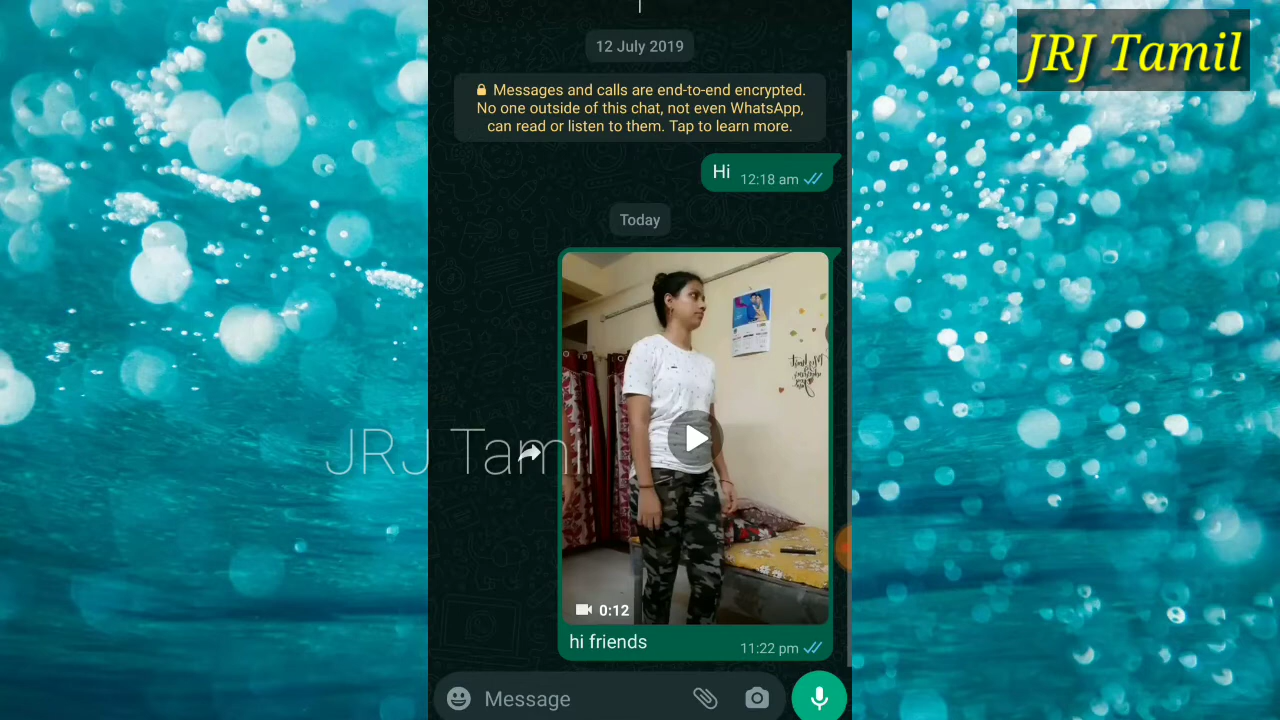 JRJ Tamil
12 July 2019
Messages and calls are end-to-end encrypted.
No one outside of this chat, not even WhatsApp,
can read or listen to them. Tap to learn more.
Hi 12:18 am
Today
JRJ Tamil
0:12
hi friends 11:22 pm
Message